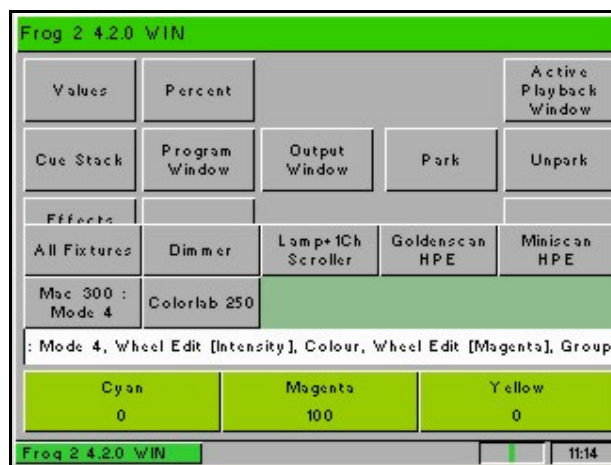 Frog 2 4.2.0 WIN
Values
Percent
Active
Playback
Window
Cue Stack
Program
Window
Output
Window
Park
Unpark
Effects
All Fixtures
Dimmer
Lamp+1Ch
Scroller
Goldenscan
HPE
Miniscan
HPE
Mac 300 :
Mode 4
Colorlab 250
: Mode 4, Wheel Edit [Intensity], Colour, Wheel Edit [Magenta], Group
Cyan
0
Magenta
100
Yellow
0
Frog 2 4.2.0 WIN
11:14